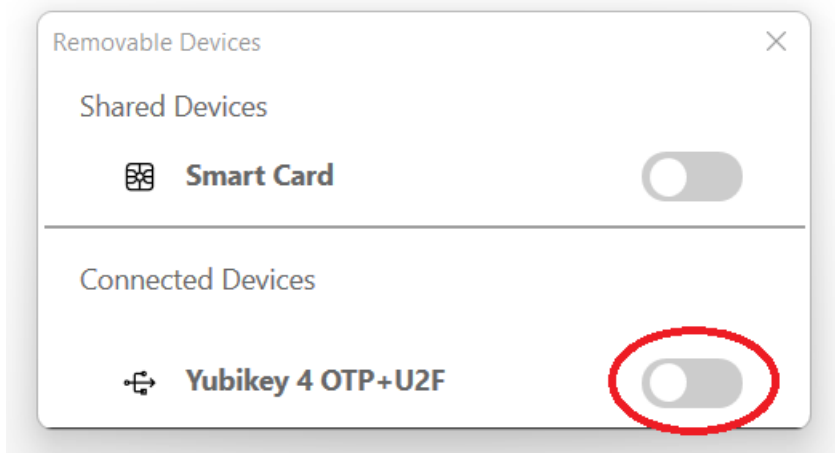 Removable Devices
Shared Devices
Smart Card
Connected Devices
Yubikey 4 OTP+U2F